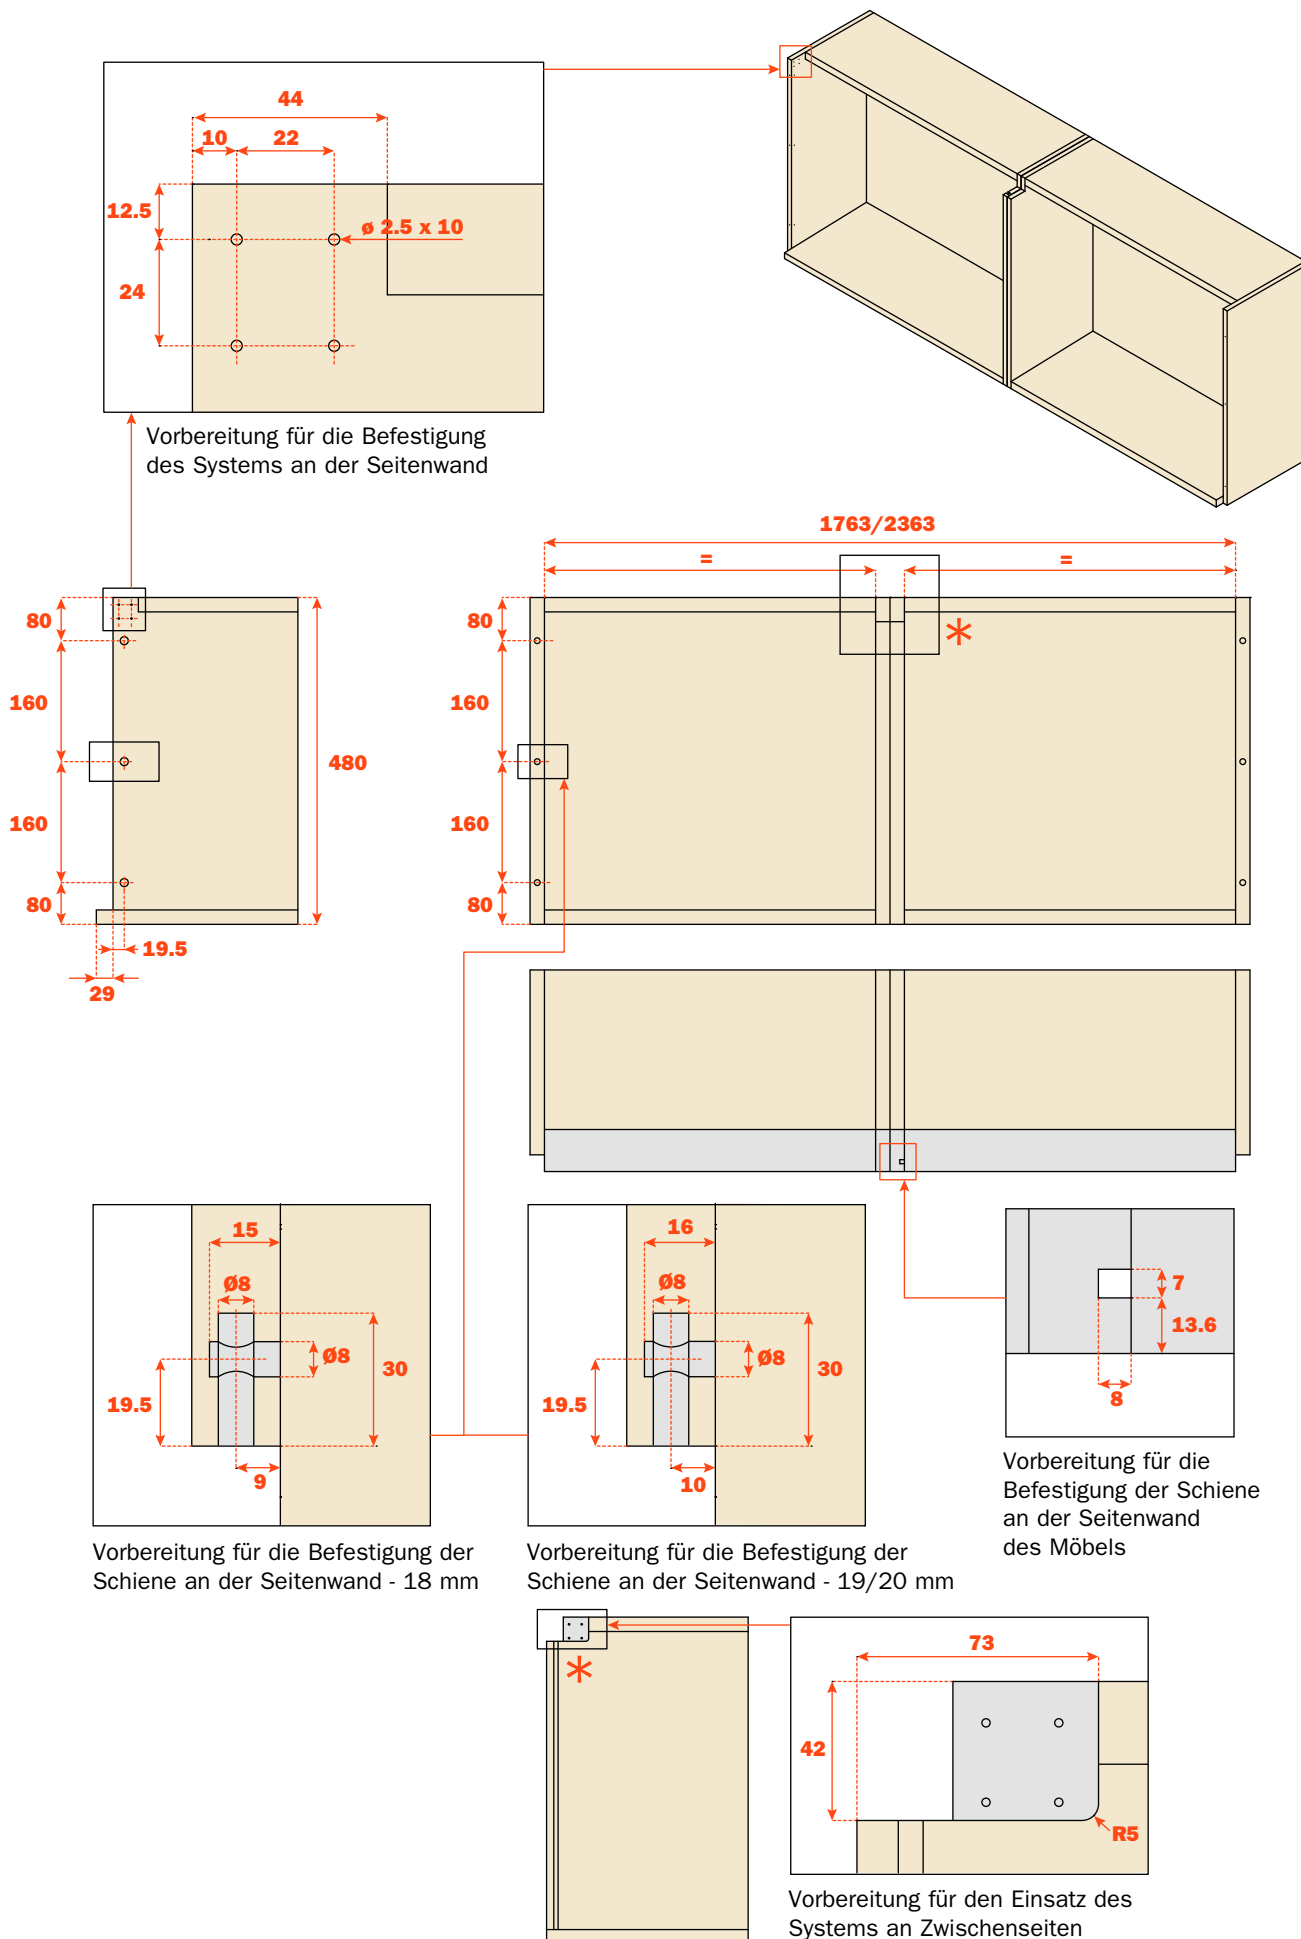 44
10
22
12.5
ø 2.5 x 10
24
Vorbereitung für die Befestigung
des Systems an der Seitenwand
1763/2363
=
=
80
160
160
80
480
19.5
29
80
160
160
80
*
15
Ø8
Ø8
30
19.5
9
Vorbereitung für die Befestigung der
Schiene an der Seitenwand - 18 mm
16
Ø8
Ø8
30
19.5
10
Vorbereitung für die Befestigung der
Schiene an der Seitenwand - 19/20 mm
7
13.6
8
Vorbereitung für die
Befestigung der Schiene
an der Seitenwand
des Möbels
*
73
42
R5
Vorbereitung für den Einsatz des
Systems an Zwischenseiten